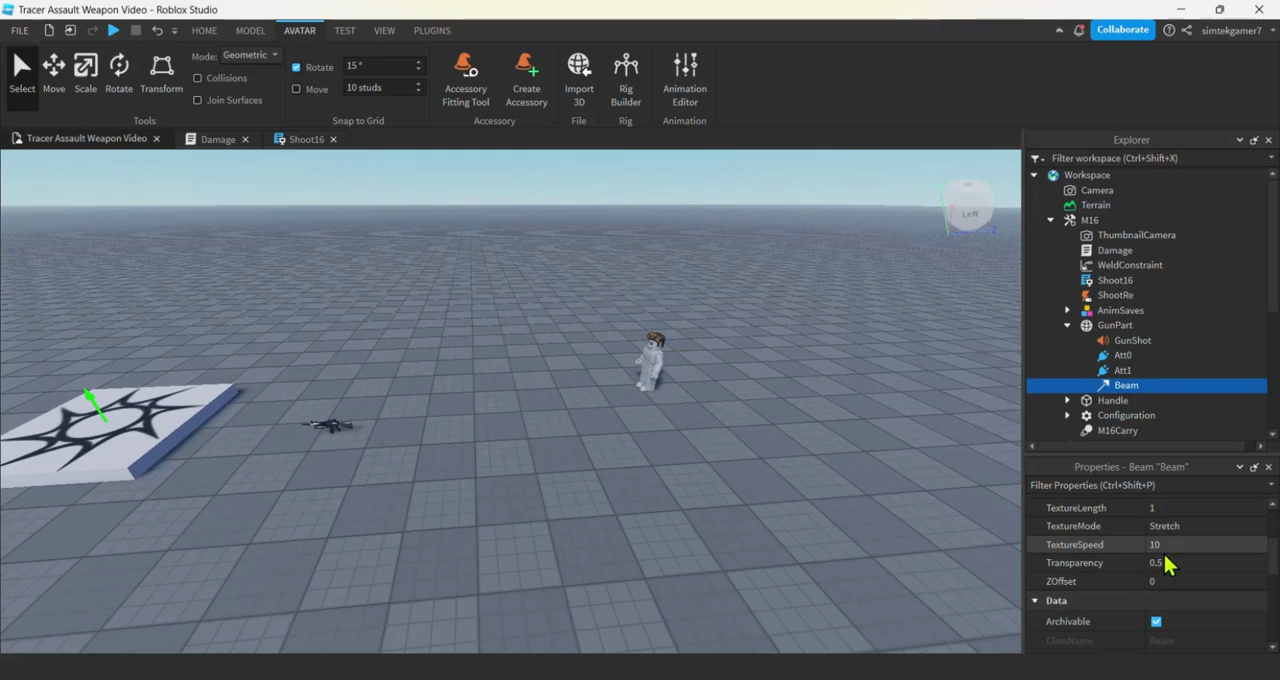 Tracer Assault Weapon Video - Roblox Studio
FILE HOME MODEL AVATAR TEST VIEW PLUGINS Collaborate simtekgamer7
Select Move Scale Rotate Transform
Mode: Geometric
Collisions
Join Surfaces
Tools
Rotate 15 °
Move 10 studs
Snap to Grid
Accessory Fitting Tool
Create Accessory
Accessory
Import 3D
File
Rig Builder
Rig
Animation Editor
Animation
Tracer Assault Weapon Video Damage Shoot16
Left
Z
Explorer
Filter workspace (Ctrl+Shift+X)
Workspace
Camera
Terrain
M16
ThumbnailCamera
Damage
WeldConstraint
Shoot16
ShootRe
AnimSaves
GunPart
GunShot
Att0
Att1
Beam
Handle
Configuration
M16Carry
Properties - Beam "Beam"
Filter Properties (Ctrl+Shift+P)
TextureLength 1
TextureMode Stretch
TextureSpeed 10
Transparency 0.5
ZOffset 0
Data
Archivable
ClassName Beam